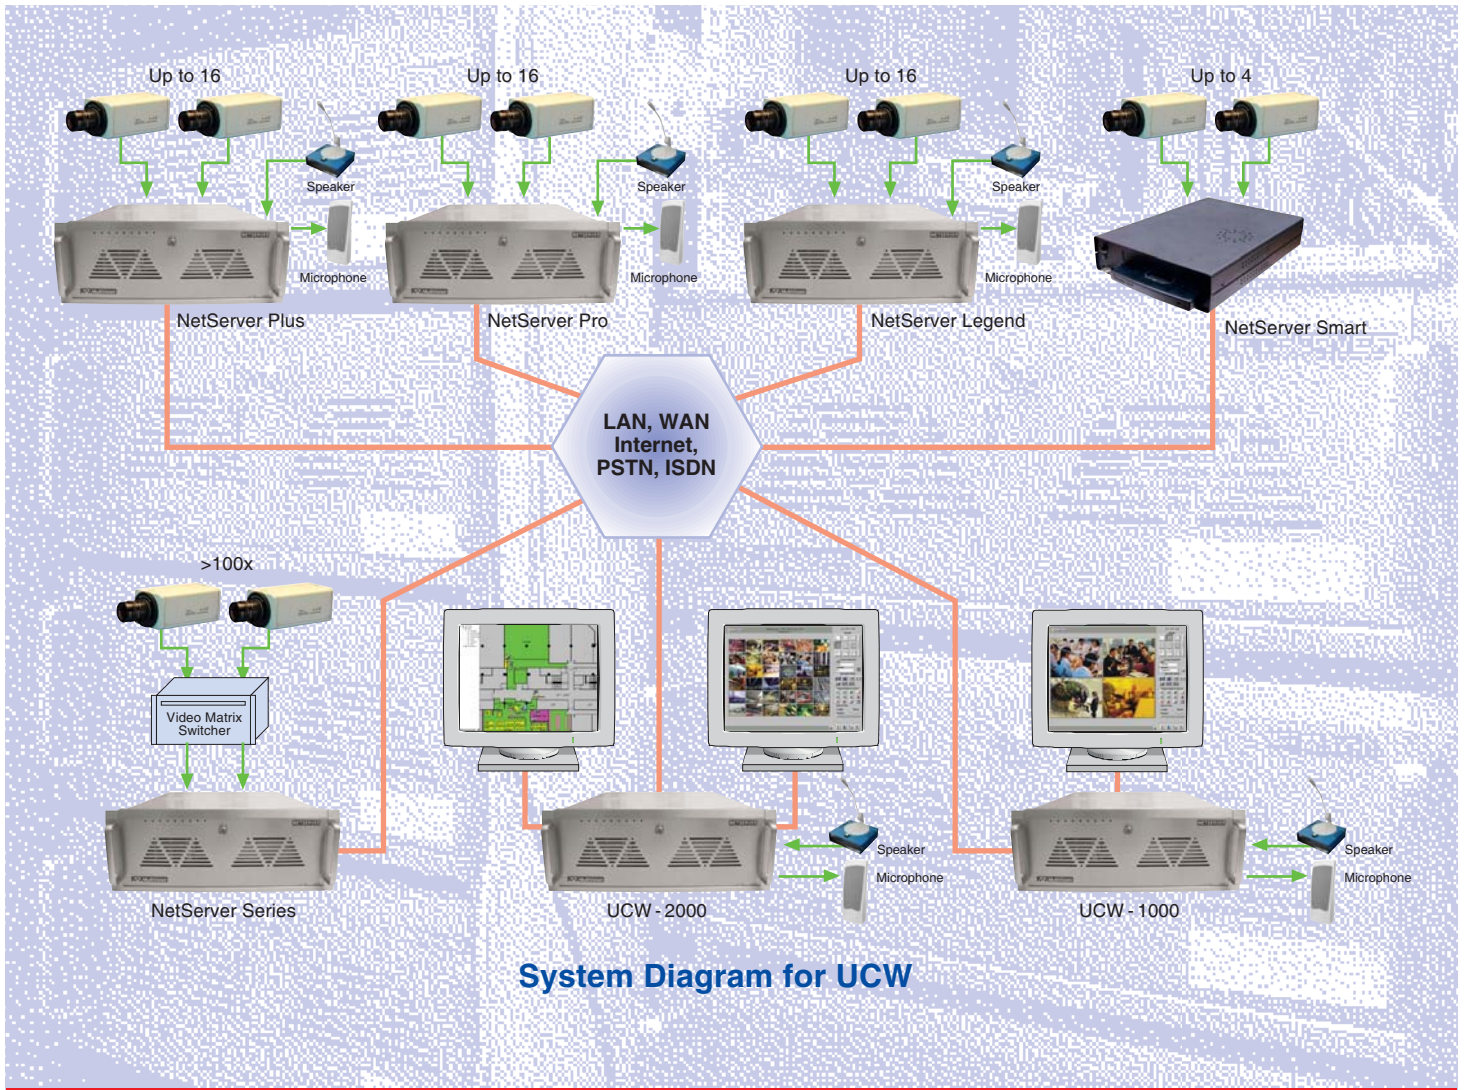 Up to 16
Up to 16
Up to 16
Up to 4
Speaker
Speaker
Speaker
Microphone
Microphone
Microphone
NetServer Plus
NetServer Pro
NetServer Legend
NetServer Smart
LAN, WAN
Internet,
PSTN, ISDN
>100x
Video Matrix
Switcher
Speaker
Microphone
Speaker
Microphone
NetServer Series
UCW - 2000
UCW - 1000
System Diagram for UCW